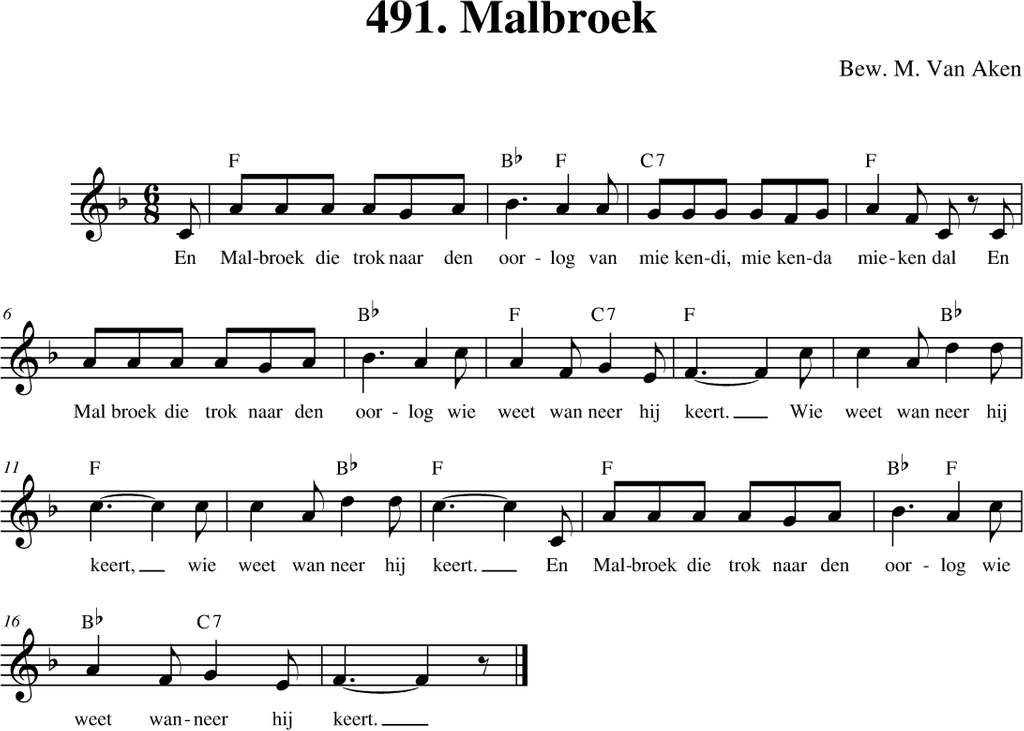 491. Malbroek
Bew. M. Van Aken
F B♭ F C7 F
6 8
En Mal-broek die trok naar den oor - log van mie ken-di, mie ken-da mie-ken dal En
6 B♭ F C7 F B♭
Mal broek die trok naar den oor - log wie weet wan neer hij keert. Wie weet wan neer hij
11 F B♭ F F B♭ F
keert, wie weet wan neer hij keert. En Mal-broek die trok naar den oor - log wie
16 B♭ C7
weet wan-neer hij keert.